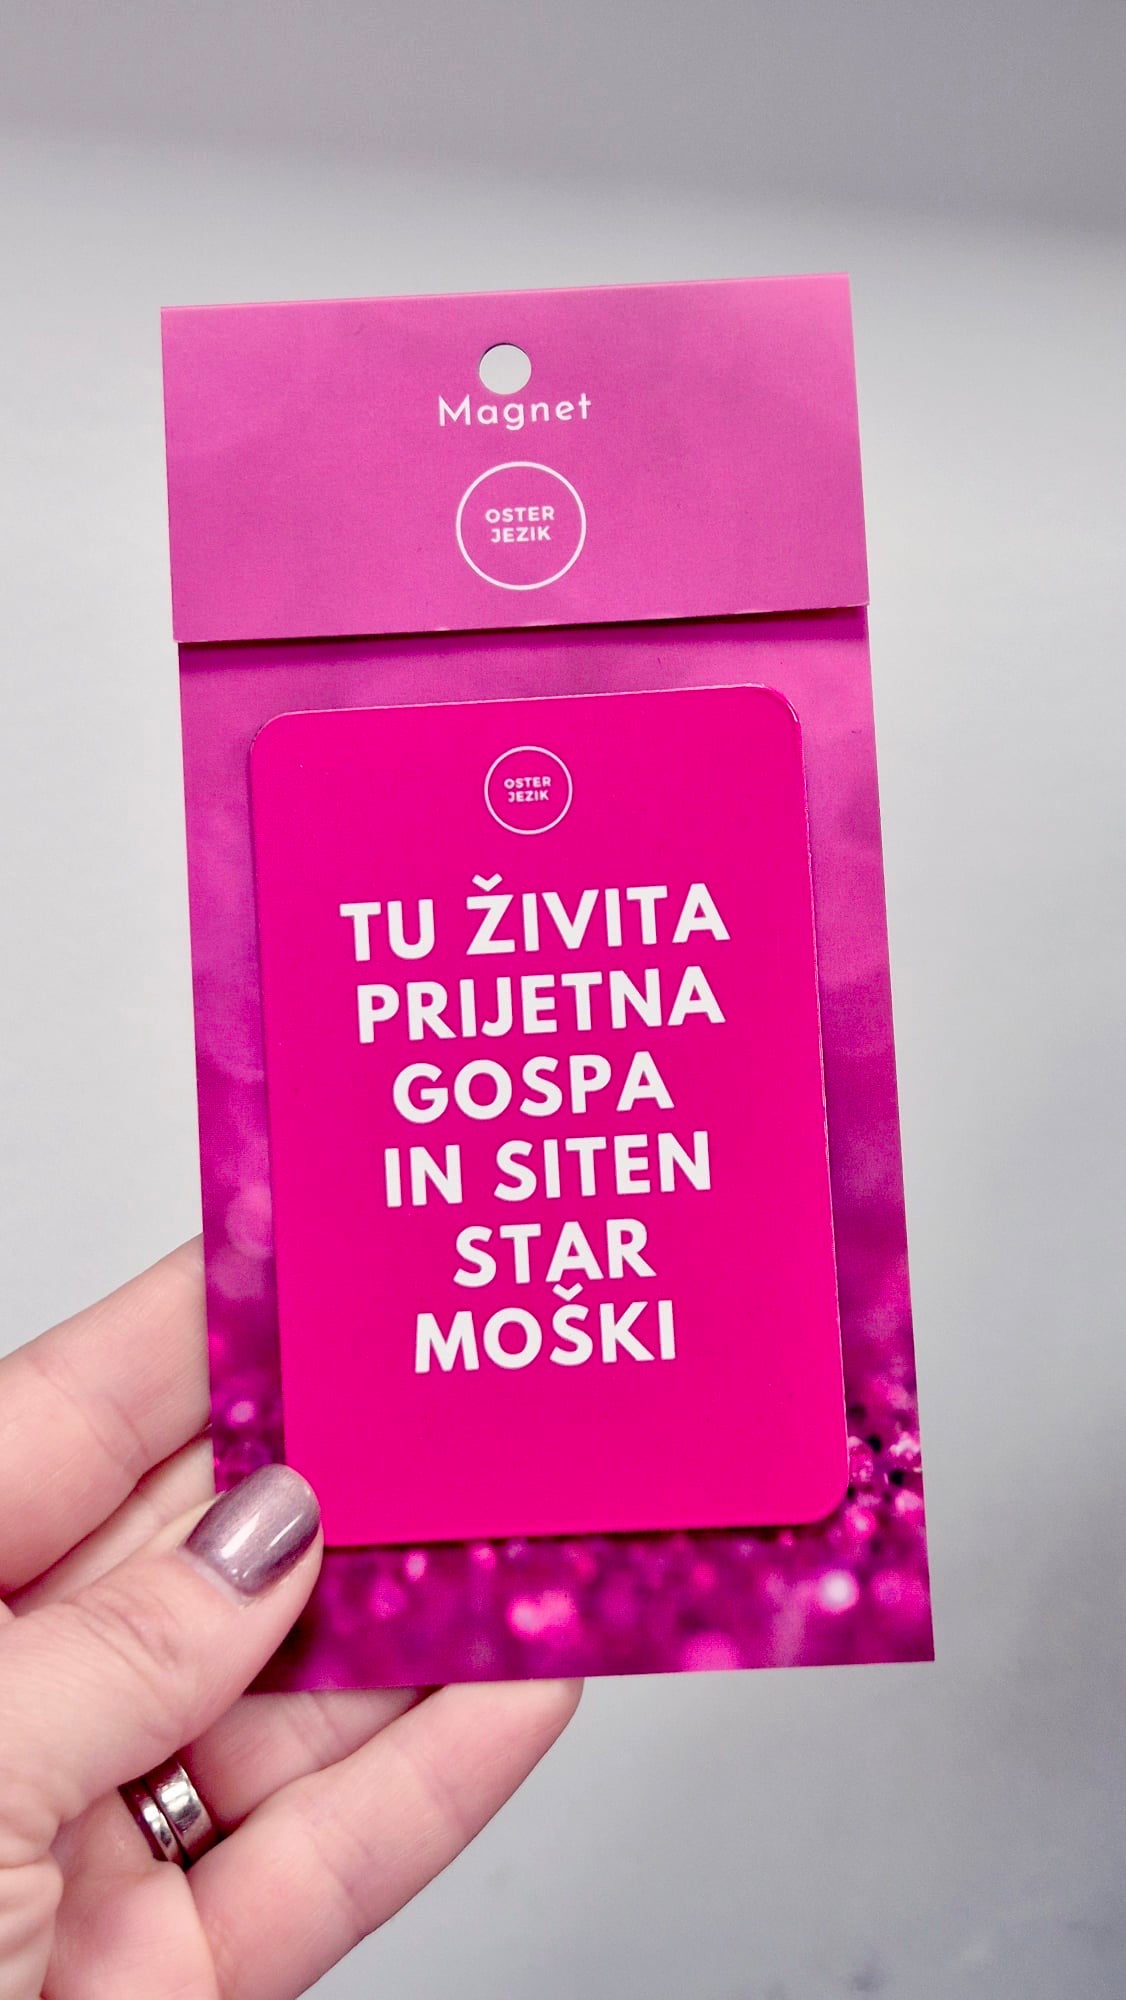 Magnet
OSTER
JEZIK
OSTER
JEZIK
TU ŽIVITA
PRIJETNA
GOSPA
IN SITEN
STAR
MOŠKI